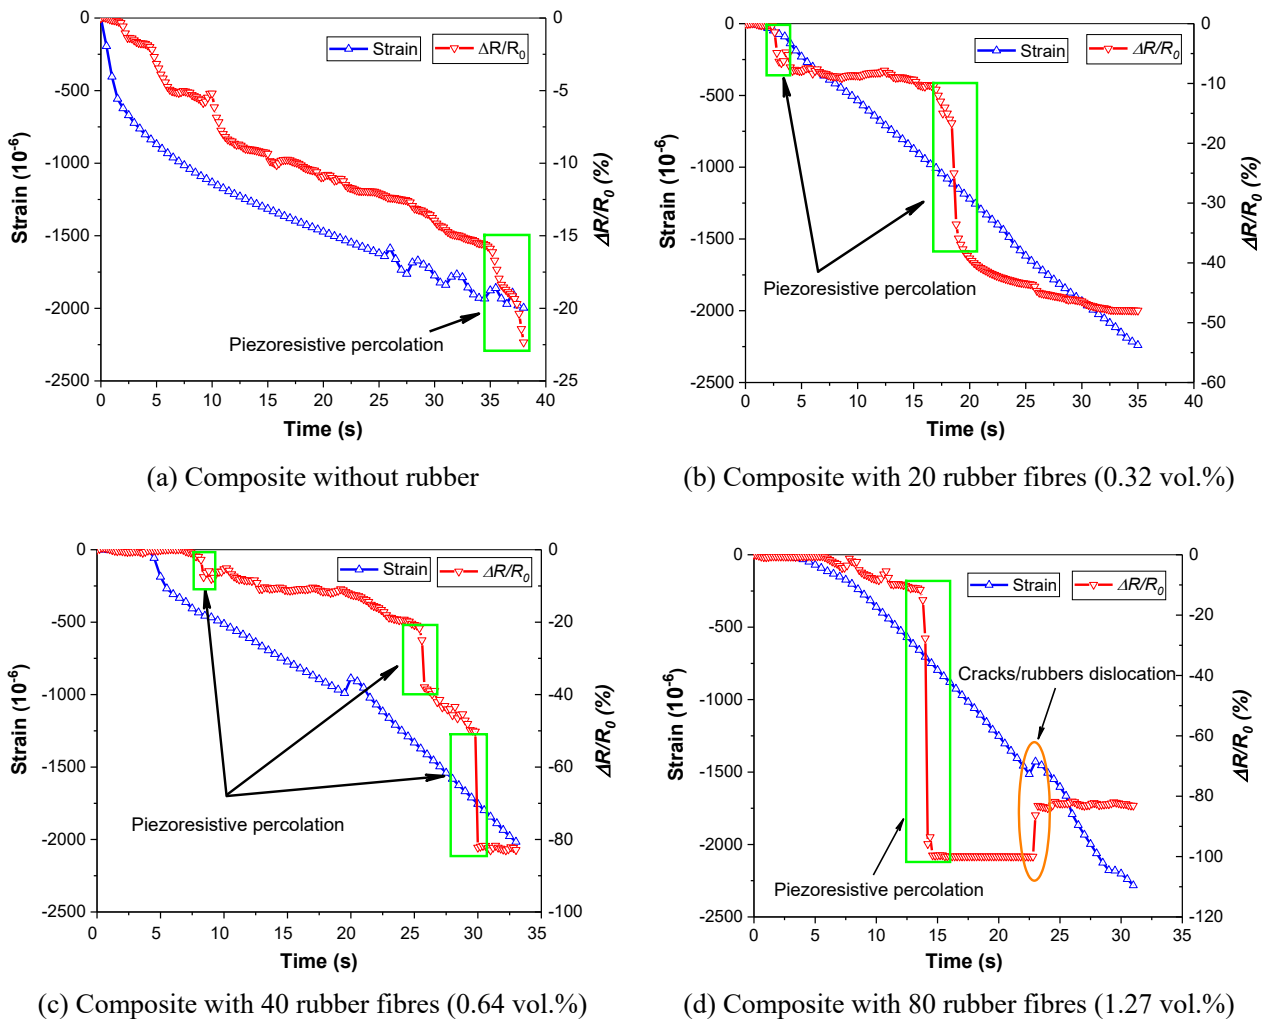 0
-500
-1000
-1500
-2000
-2500
Strain (10⁻⁶)
0
-5
-10
-15
-20
-25
ΔR/R₀ (%)
0 5 10 15 20 25 30 35 40
Time (s)
Strain ΔR/R₀
Piezoresistive percolation
(a) Composite without rubber
0
-500
-1000
-1500
-2000
-2500
Strain (10⁻⁶)
0
-10
-20
-30
-40
-50
-60
ΔR/R₀ (%)
0 5 10 15 20 25 30 35 40
Time (s)
Strain ΔR/R₀
Piezoresistive percolation
(b) Composite with 20 rubber fibres (0.32 vol.%)
0
-500
-1000
-1500
-2000
-2500
Strain (10⁻⁶)
0
-20
-40
-60
-80
-100
ΔR/R₀ (%)
0 5 10 15 20 25 30 35
Time (s)
Strain ΔR/R₀
Piezoresistive percolation
(c) Composite with 40 rubber fibres (0.64 vol.%)
0
-500
-1000
-1500
-2000
-2500
Strain (10⁻⁶)
0
-20
-40
-60
-80
-100
-120
ΔR/R₀ (%)
0 5 10 15 20 25 30 35
Time (s)
Strain ΔR/R₀
Cracks/rubbers dislocation
Piezoresistive percolation
(d) Composite with 80 rubber fibres (1.27 vol.%)